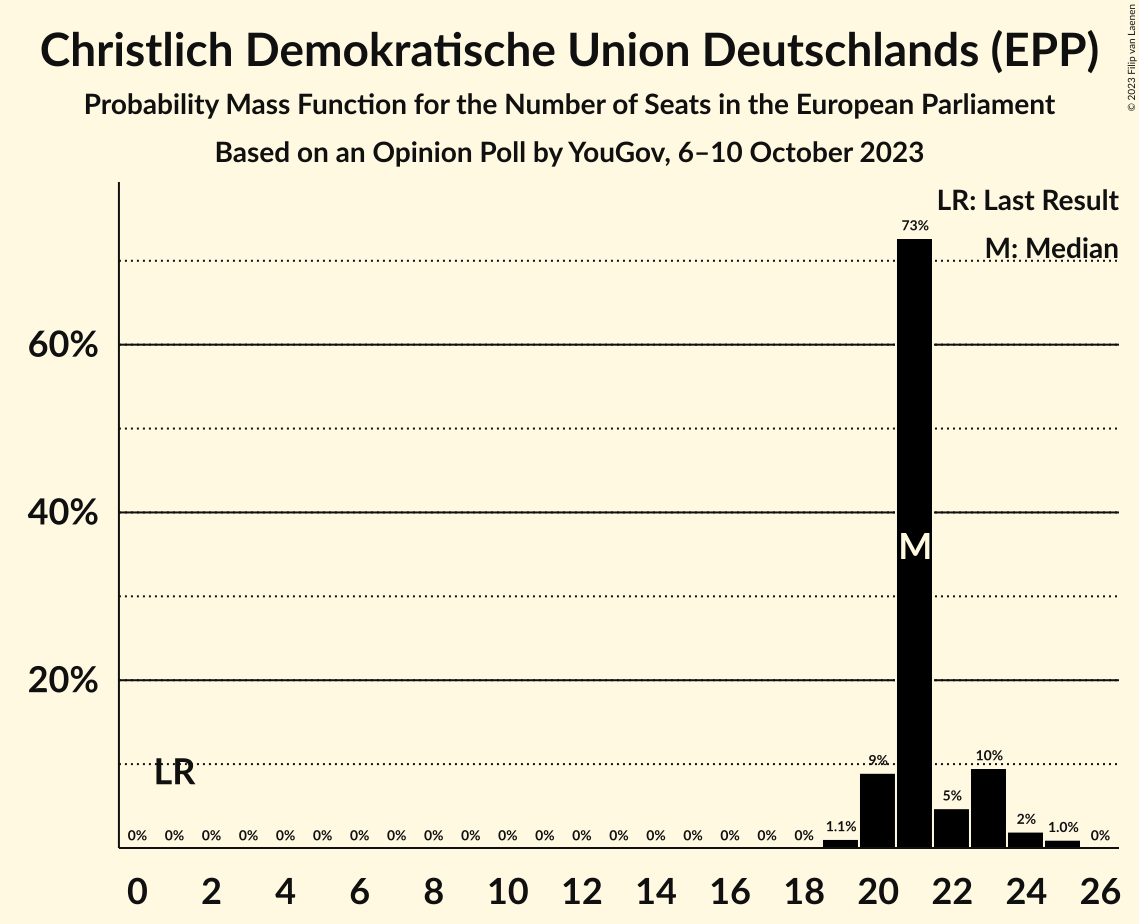 Christlich Demokratische Union Deutschlands (EPP)
Probability Mass Function for the Number of Seats in the European Parliament
Based on an Opinion Poll by YouGov, 6–10 October 2023
© 2023 Filip van Laenen
LR: Last Result
M: Median
73%
60%
40%
M
20%
LR
0% 0% 0% 0% 0% 0% 0% 0% 0% 0% 0% 0% 0% 0% 0% 0% 0% 0% 0% 1.1% 9% 5% 10% 2% 1.0% 0%
0 2 4 6 8 10 12 14 16 18 20 22 24 26